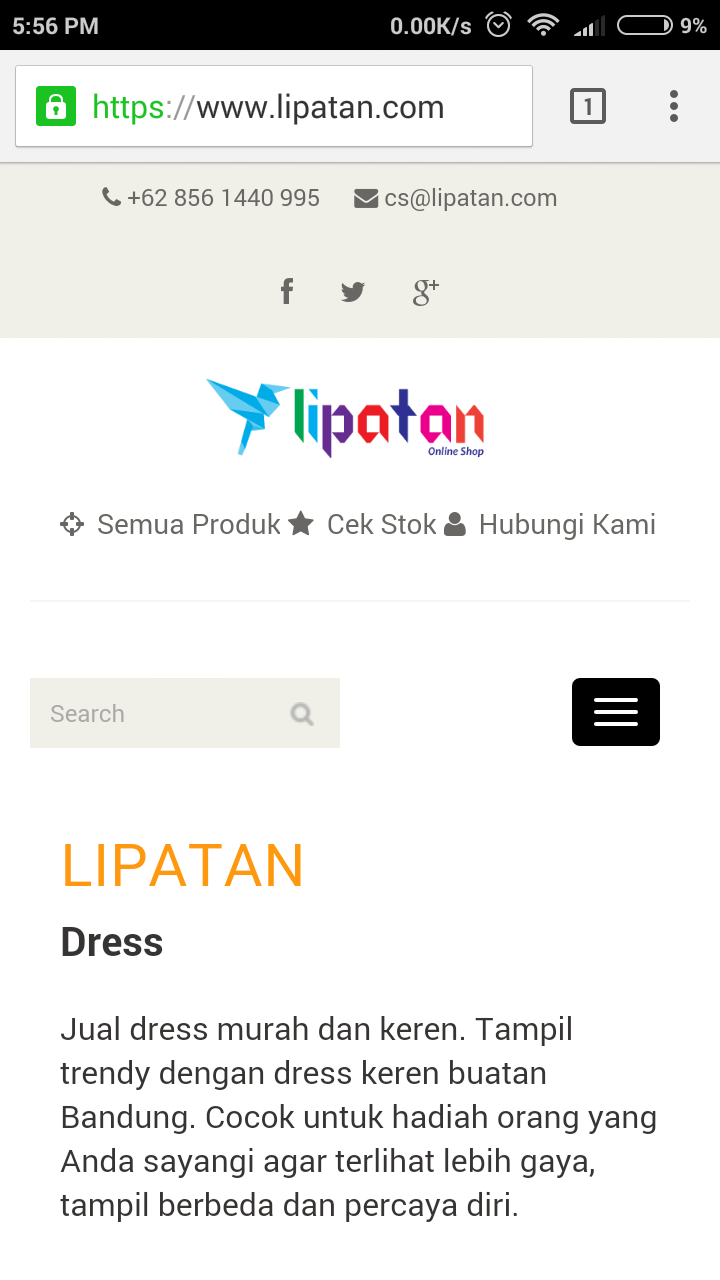 5:56 PM 0.00K/s 9%
https://www.lipatan.com 1
+62 856 1440 995 cs@lipatan.com
f g+
lipatan
Online Shop
Semua Produk Cek Stok Hubungi Kami
Search
LIPATAN
Dress
Jual dress murah dan keren. Tampil
trendy dengan dress keren buatan
Bandung. Cocok untuk hadiah orang yang
Anda sayangi agar terlihat lebih gaya,
tampil berbeda dan percaya diri.